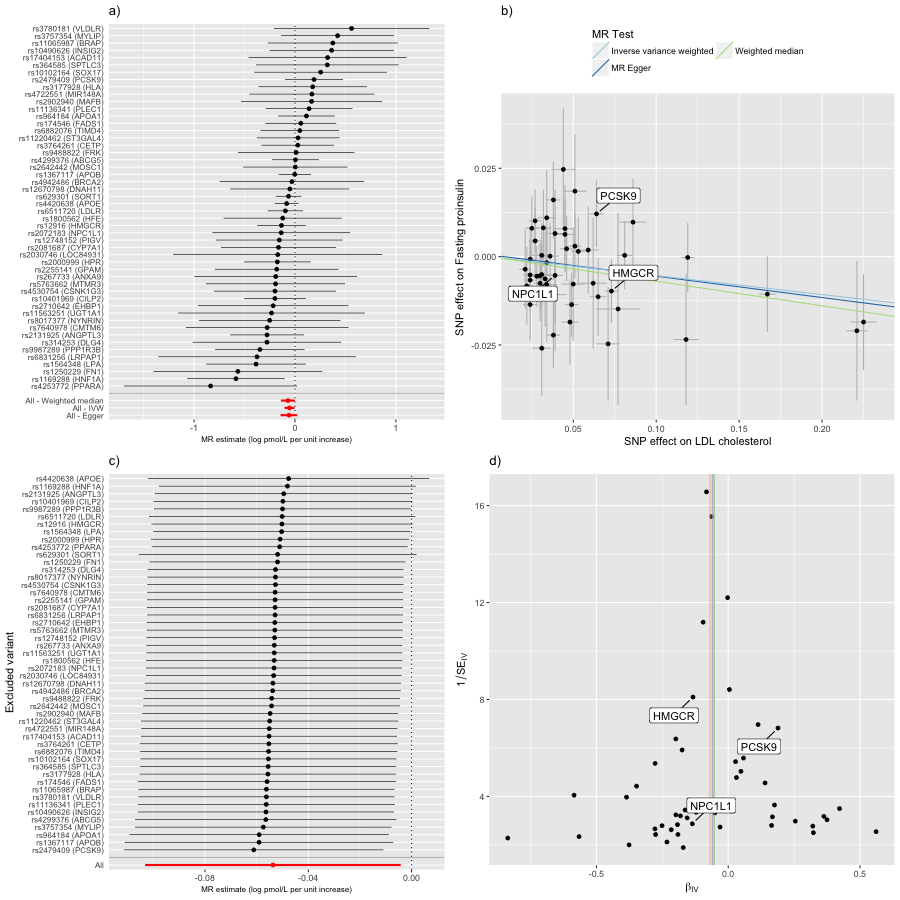 a)
rs3780181 (VLDLR)
rs3757354 (MYLIP)
rs11065987 (BRAP)
rs10490626 (INSIG2)
rs17404153 (ACAD11)
rs364585 (SPTLC3)
rs10102164 (SOX17)
rs2479409 (PCSK9)
rs3177928 (HLA)
rs4722551 (MIR148A)
rs2902940 (MAFB)
rs11136341 (PLEC1)
rs964184 (APOA1)
rs174546 (FADS1)
rs6882076 (TIMD4)
rs11220462 (ST3GAL4)
rs3764261 (CETP)
rs9488822 (FRK)
rs4299376 (ABCG5)
rs2642442 (MOSC1)
rs1367117 (APOB)
rs4942486 (BRCA2)
rs12670798 (DNAH11)
rs629301 (SORT1)
rs4420638 (APOE)
rs6511720 (LDLR)
rs1800562 (HFE)
rs12916 (HMGCR)
rs2072183 (NPC1L1)
rs12748152 (PIGV)
rs2081687 (CYP7A1)
rs2030746 (LOC84931)
rs2000999 (HPR)
rs2255141 (GPAM)
rs267733 (ANXA9)
rs5763662 (MTMR3)
rs4530754 (CSNK1G3)
rs10401969 (CILP2)
rs2710642 (EHBP1)
rs11563251 (UGT1A1)
rs8017377 (NYNRIN)
rs7640978 (CMTM6)
rs2131925 (ANGPTL3)
rs314253 (DLG4)
rs9987289 (PPP1R3B)
rs6831256 (LRPAP1)
rs1564348 (LPA)
rs1250229 (FN1)
rs1169288 (HNF1A)
rs4253772 (PPARA)
All - Weighted median
All - IVW
All - Egger
-1 0 1
MR estimate (log pmol/L per unit increase)
b)
MR Test
Inverse variance weighted
Weighted median
MR Egger
SNP effect on Fasting proinsulin
0.025
0.000
-0.025
PCSK9
HMGCR
NPC1L1
0.05 0.10 0.15 0.20
SNP effect on LDL cholesterol
c)
Excluded variant
rs4420638 (APOE)
rs1169288 (HNF1A)
rs2131925 (ANGPTL3)
rs10401969 (CILP2)
rs9987289 (PPP1R3B)
rs6511720 (LDLR)
rs12916 (HMGCR)
rs1564348 (LPA)
rs2000999 (HPR)
rs4253772 (PPARA)
rs629301 (SORT1)
rs1250229 (FN1)
rs314253 (DLG4)
rs8017377 (NYNRIN)
rs4530754 (CSNK1G3)
rs7640978 (CMTM6)
rs2255141 (GPAM)
rs2081687 (CYP7A1)
rs6831256 (LRPAP1)
rs2710642 (EHBP1)
rs5763662 (MTMR3)
rs12748152 (PIGV)
rs267733 (ANXA9)
rs11563251 (UGT1A1)
rs1800562 (HFE)
rs2072183 (NPC1L1)
rs2030746 (LOC84931)
rs12670798 (DNAH11)
rs4942486 (BRCA2)
rs9488822 (FRK)
rs2642442 (MOSC1)
rs2902940 (MAFB)
rs11220462 (ST3GAL4)
rs4722551 (MIR148A)
rs17404153 (ACAD11)
rs3764261 (CETP)
rs6882076 (TIMD4)
rs10102164 (SOX17)
rs364585 (SPTLC3)
rs3177928 (HLA)
rs174546 (FADS1)
rs11065987 (BRAP)
rs3780181 (VLDLR)
rs11136341 (PLEC1)
rs10490626 (INSIG2)
rs4299376 (ABCG5)
rs3757354 (MYLIP)
rs964184 (APOA1)
rs1367117 (APOB)
rs2479409 (PCSK9)
All
-0.08 -0.04 0.00
MR estimate (log pmol/L per unit increase)
d)
1/SE_IV
16
12
8
4
HMGCR
PCSK9
NPC1L1
-0.5 0.0 0.5
β_IV